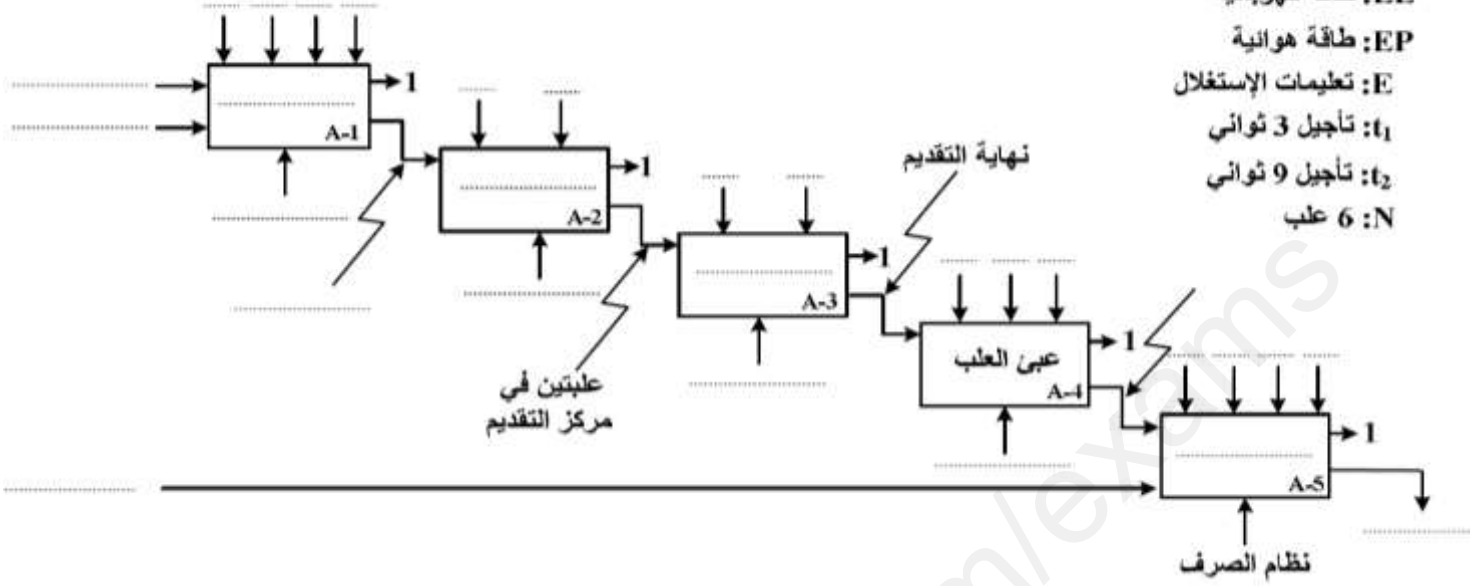 EP: طاقة هوائية
E: تعليمات الإستغلال
t₁: تأجيل 3 ثواني
t₂: تأجيل 9 ثواني
N: 6 علب
1
A-1
1
A-2
نهاية التقديم
1
A-3
علبتين في
مركز التقديم
1
عبئ العلب
A-4
1
A-5
نظام الصرف
m/exams